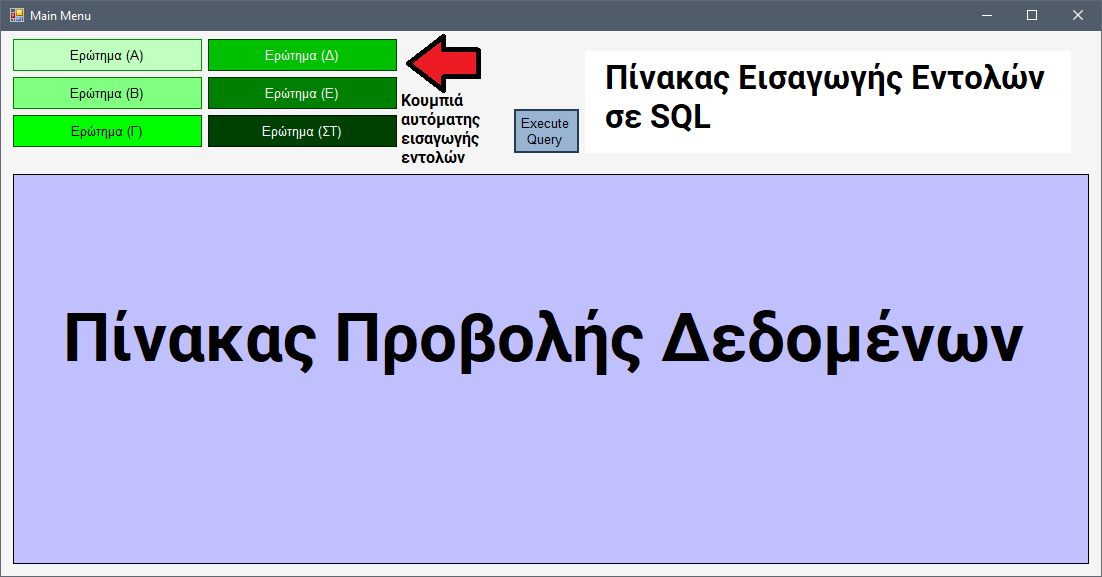 Main Menu
Ερώτημα (Α)
Ερώτημα (Δ)
Ερώτημα (Β)
Ερώτημα (Ε)
Ερώτημα (Γ)
Ερώτημα (ΣΤ)
Κουμπιά
αυτόματης
εισαγωγής
εντολών
Execute
Query
Πίνακας Εισαγωγής Εντολών
σε SQL
Πίνακας Προβολής Δεδομένων